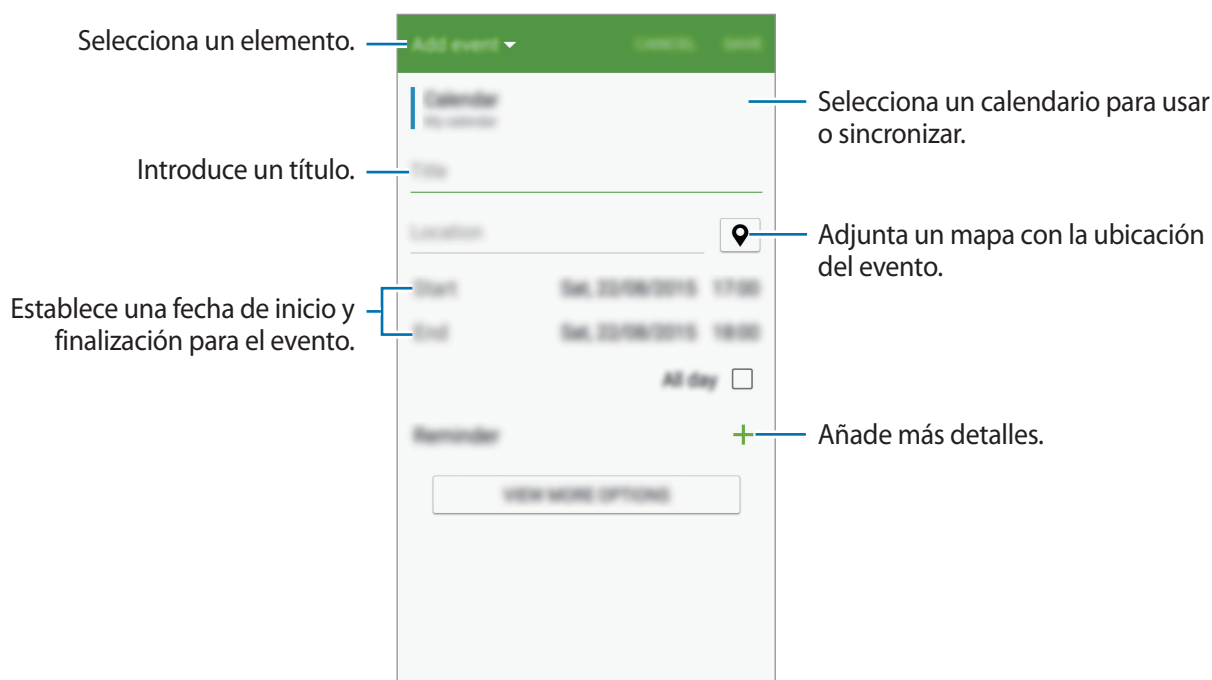 Selecciona un elemento.
Add event
CANCEL SAVE
Calendar
My calendar
Selecciona un calendario para usar
o sincronizar.
Introduce un título.
Title
Location
Adjunta un mapa con la ubicación
del evento.
Establece una fecha de inicio y
finalización para el evento.
Start Sat, 22/08/2015 17:00
End Sat, 22/08/2015 18:00
All day
Reminder
Añade más detalles.
VIEW MORE OPTIONS